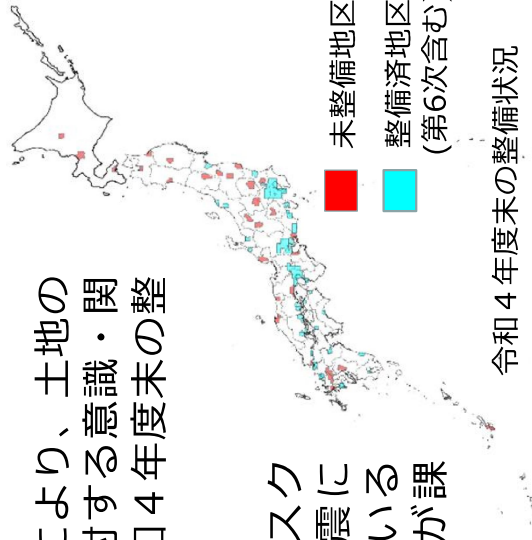 により、土地の
対する意識・関
４年度末の整
スク
震に
いる
が課
未整備地区
整備済地区
(第6次含む)
令和４年度末の整備状況